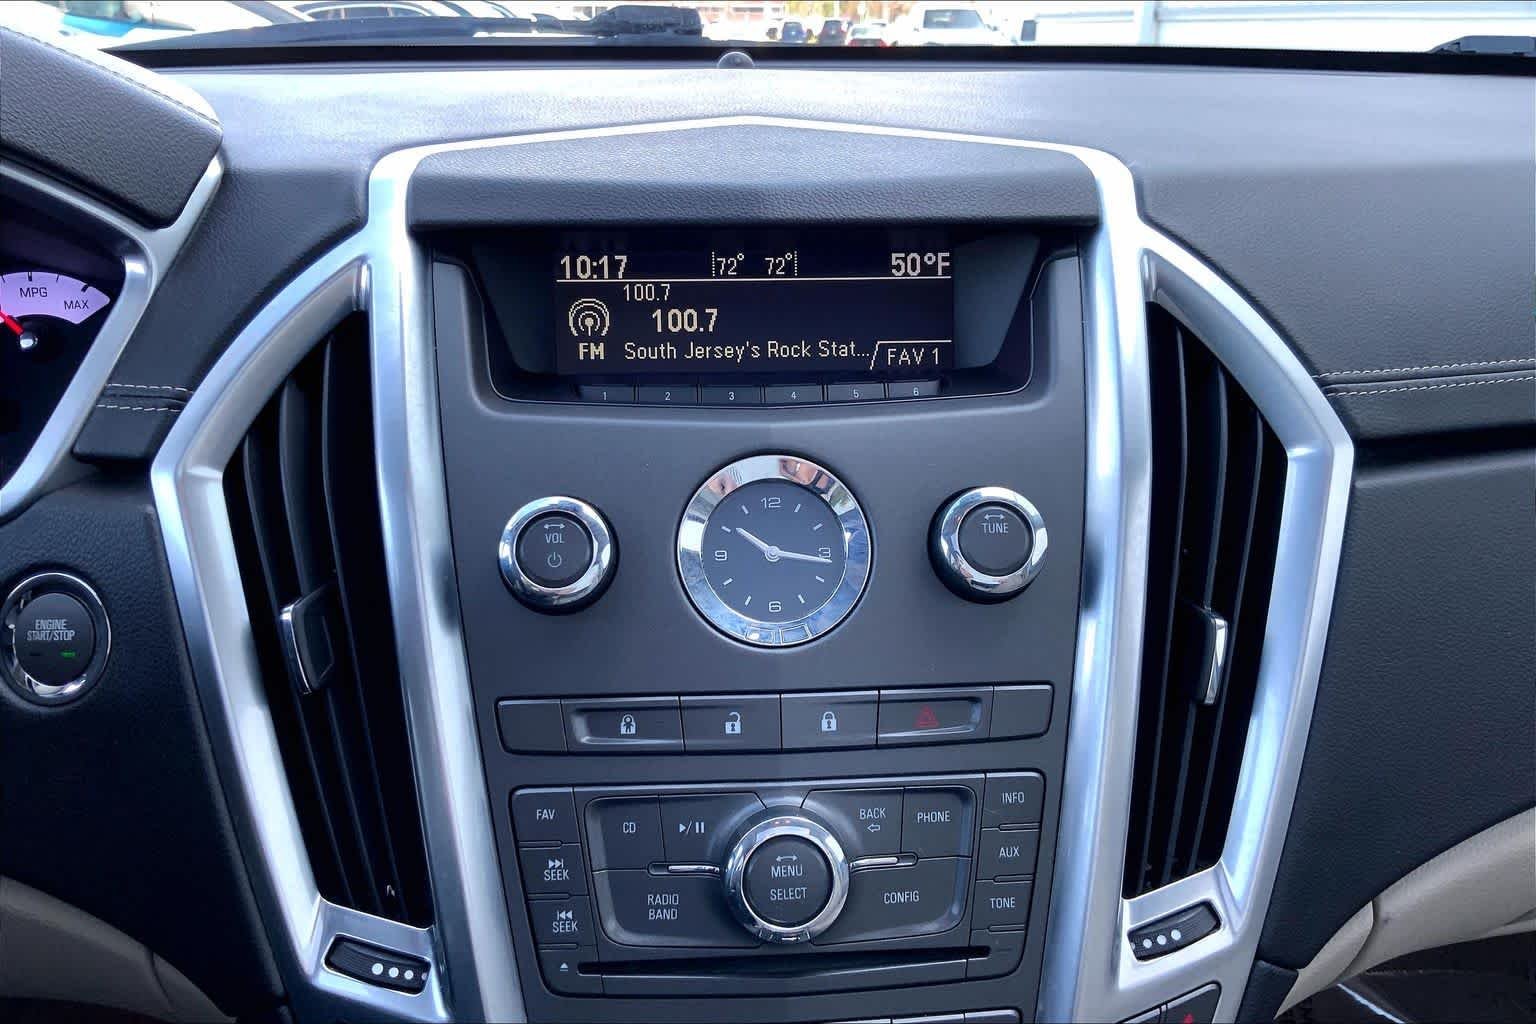 MPG
MAX
10:17 72° 72° 50°F
100.7
100.7
FM South Jersey's Rock Stat... FAV 1
1 2 3 4 5 6
VOL
TUNE
12
9 3
6
ENGINE
START/STOP
FAV
CD
BACK
PHONE
INFO
SEEK
MENU
SELECT
AUX
RADIO
BAND
CONFIG
TONE
SEEK